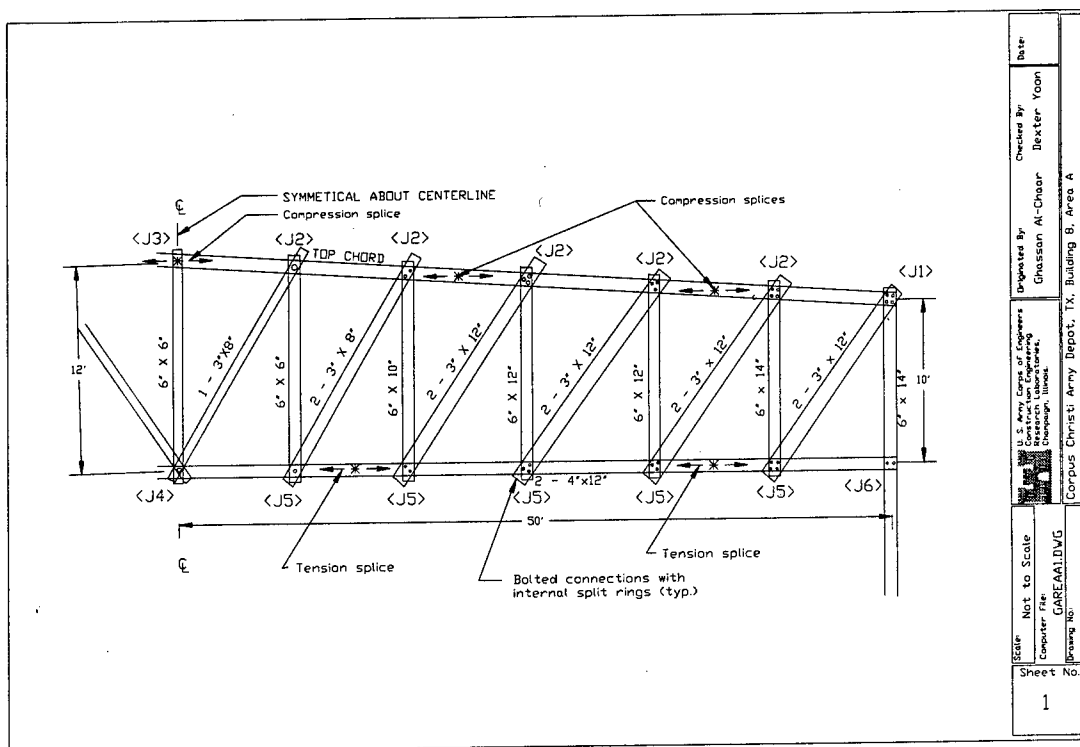 SYMMETICAL ABOUT CENTERLINE
Compression splice
Compression splices
<J3>
<J2>
TOP CHORD
<J2>
<J2>
<J2>
<J2>
<J1>
12'
6" X 6"
1 - 3"X8"
6" X 6"
2 - 3" X 8"
6" X 10"
2 - 3" X 12"
6" X 12"
2 - 3" X 12"
6" X 12"
2 - 3" X 12"
6" X 14"
2 - 3" X 12"
6" X 14"
10'
<J4>
<J5>
<J5>
<J5>
2 - 4"x12"
<J5>
<J5>
<J6>
50'
Tension splice
Tension splice
Bolted connections with
internal split rings (typ.)
Date:
Checked By:
Dexter Yoon
Originated By:
Ghassan Al-Chaar
U. S. Army Corps of Engineers
Construction Engineering
Research Laboratories,
Champaign, Illinois.
Corpus Christi Army Depot, TX, Building 8, Area A
Scale:
Not to Scale
Computer File:
GAREAA1.DWG
Drawing No:
Sheet No.
1